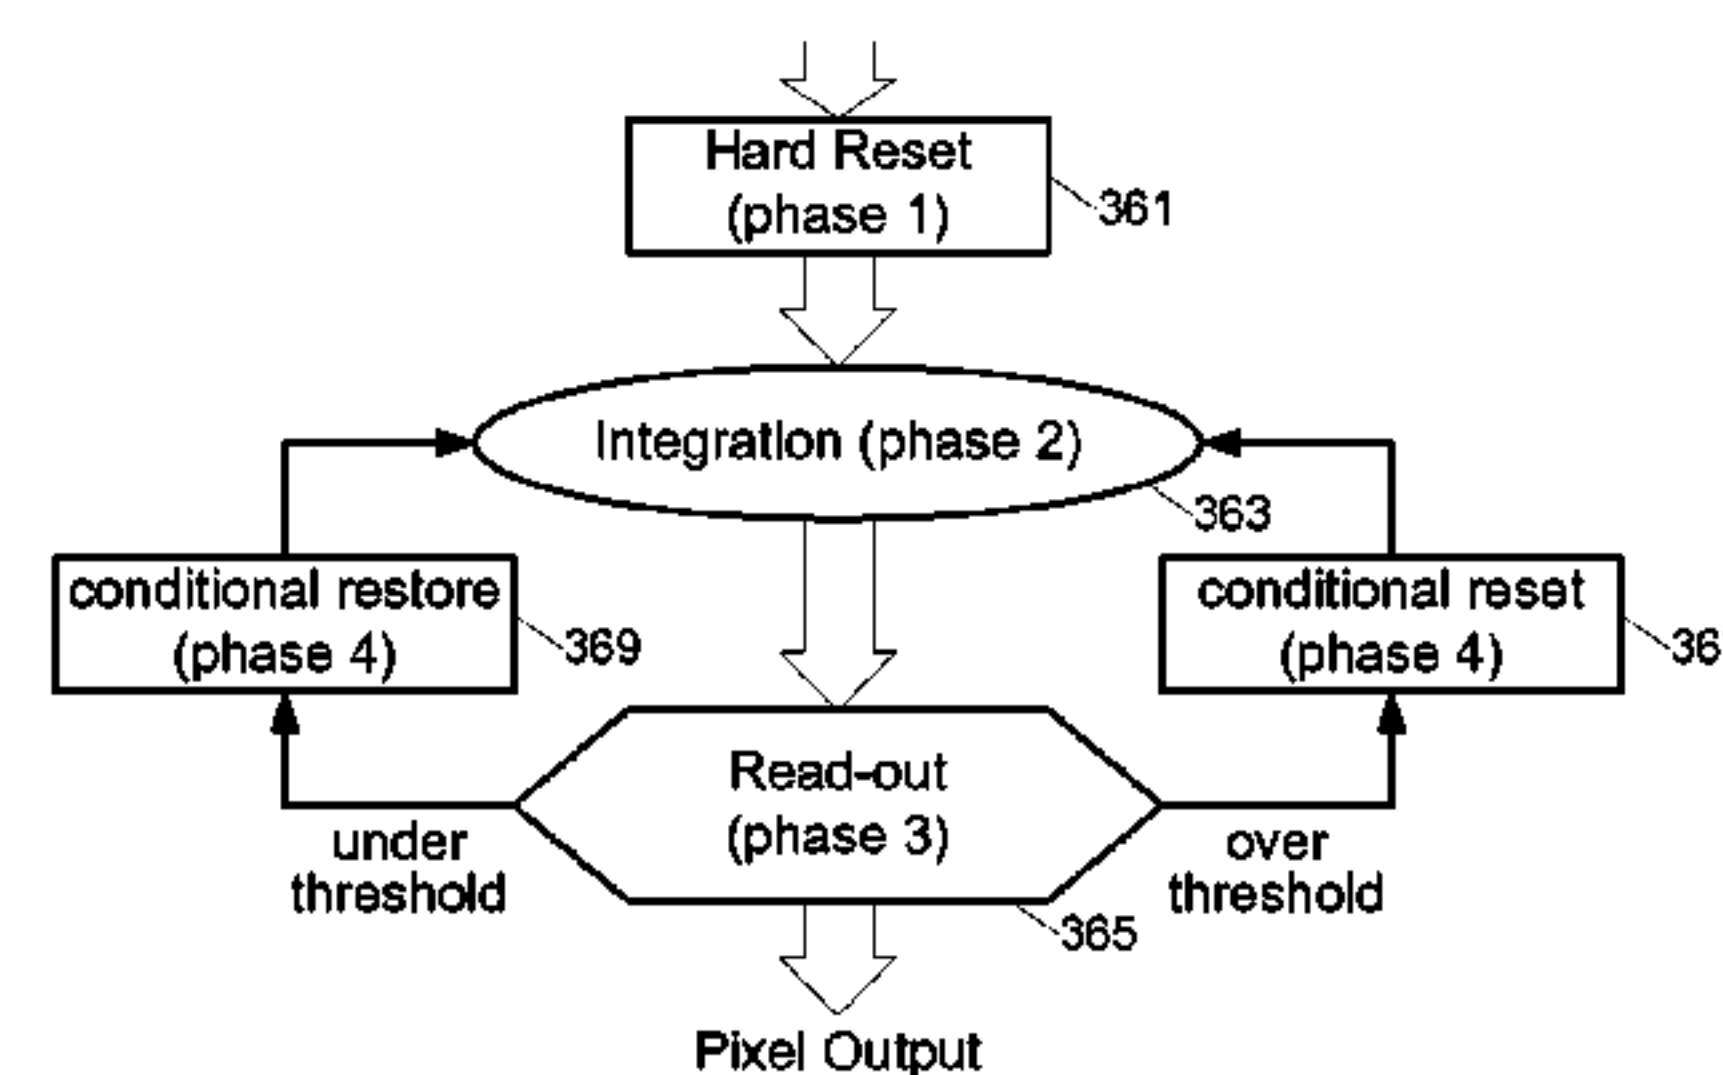 Hard Reset
(phase 1)
361
Integration (phase 2)
363
conditional restore
(phase 4)
369
conditional reset
(phase 4)
36
Read-out
(phase 3)
under
threshold
over
threshold
365
Pixel Output